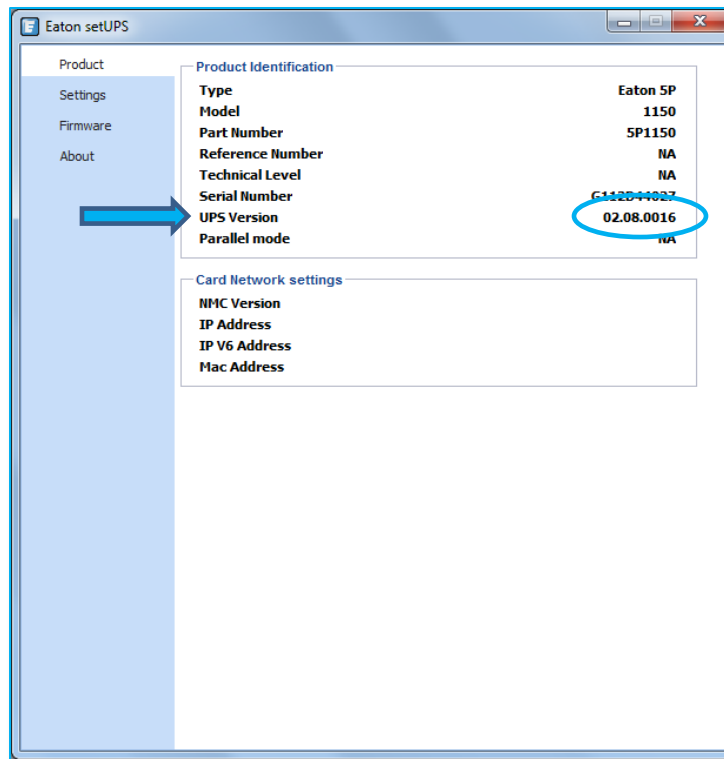 Eaton setUPS
Product
Settings
Firmware
About
Product Identification
Type Eaton 5P
Model 1150
Part Number 5P1150
Reference Number NA
Technical Level NA
Serial Number
UPS Version 02.08.0016
Parallel mode NA
Card Network settings
NMC Version
IP Address
IP V6 Address
Mac Address